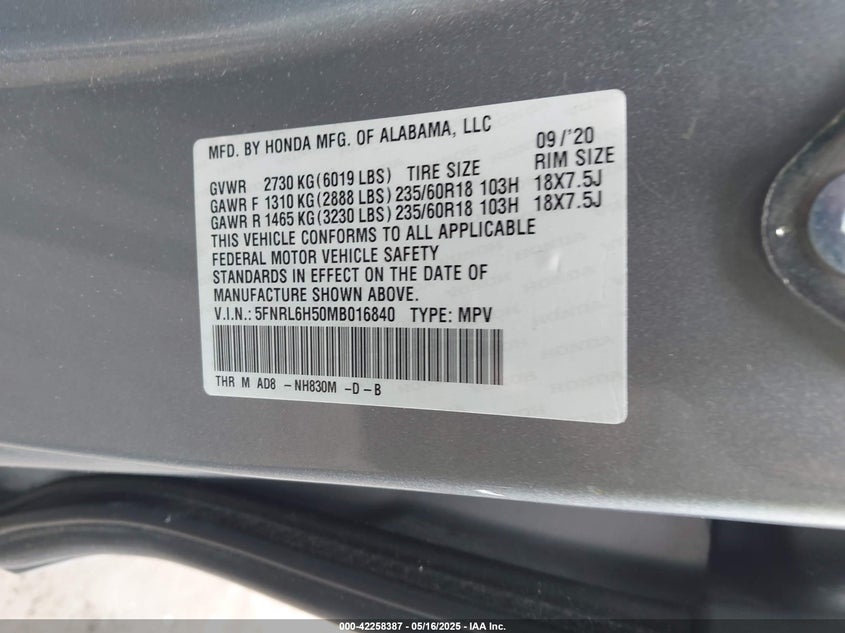 MFD. BY HONDA MFG. OF ALABAMA, LLC 09/'20
GVWR 2730 KG(6019 LBS) TIRE SIZE RIM SIZE
GAWR F 1310 KG(2888 LBS) 235/60R18 103H 18X7.5J
GAWR R 1465 KG(3230 LBS) 235/60R18 103H 18X7.5J
THIS VEHICLE CONFORMS TO ALL APPLICABLE
FEDERAL MOTOR VEHICLE SAFETY
STANDARDS IN EFFECT ON THE DATE OF
MANUFACTURE SHOWN ABOVE.
V.I.N.: 5FNRL6H50MB016840 TYPE: MPV
THR M AD8 -NH830M -D-B
000-42258387 - 05/16/2025 - IAA Inc.